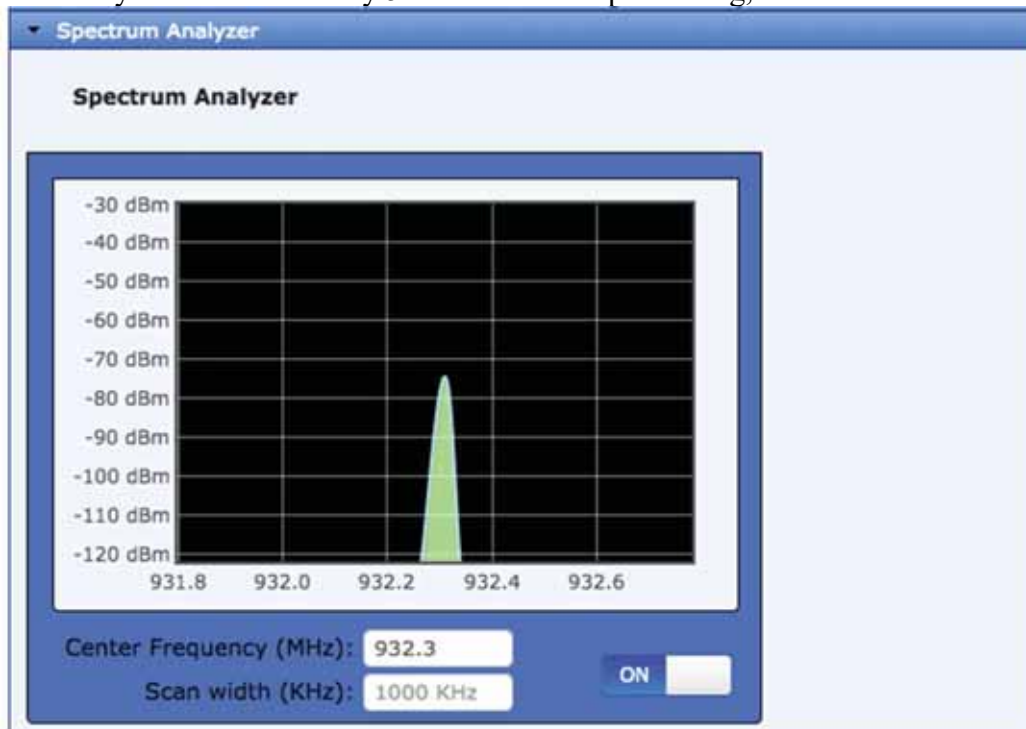 Spectrum Analyzer
Spectrum Analyzer
-30 dBm
-40 dBm
-50 dBm
-60 dBm
-70 dBm
-80 dBm
-90 dBm
-100 dBm
-110 dBm
-120 dBm
931.8 932.0 932.2 932.4 932.6
Center Frequency (MHz): 932.3
Scan width (KHz): 1000 KHz
ON